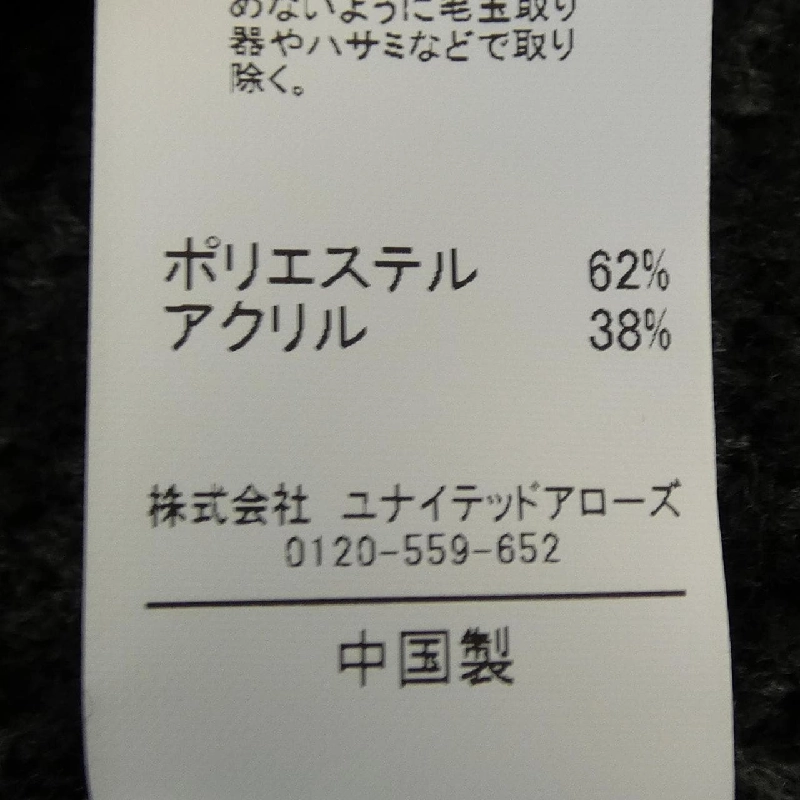 めないように毛玉取り
器やハサミなどで取り
除く。
ポリエステル 62%
アクリル 38%
株式会社 ユナイテッドアローズ
0120-559-652
中国製